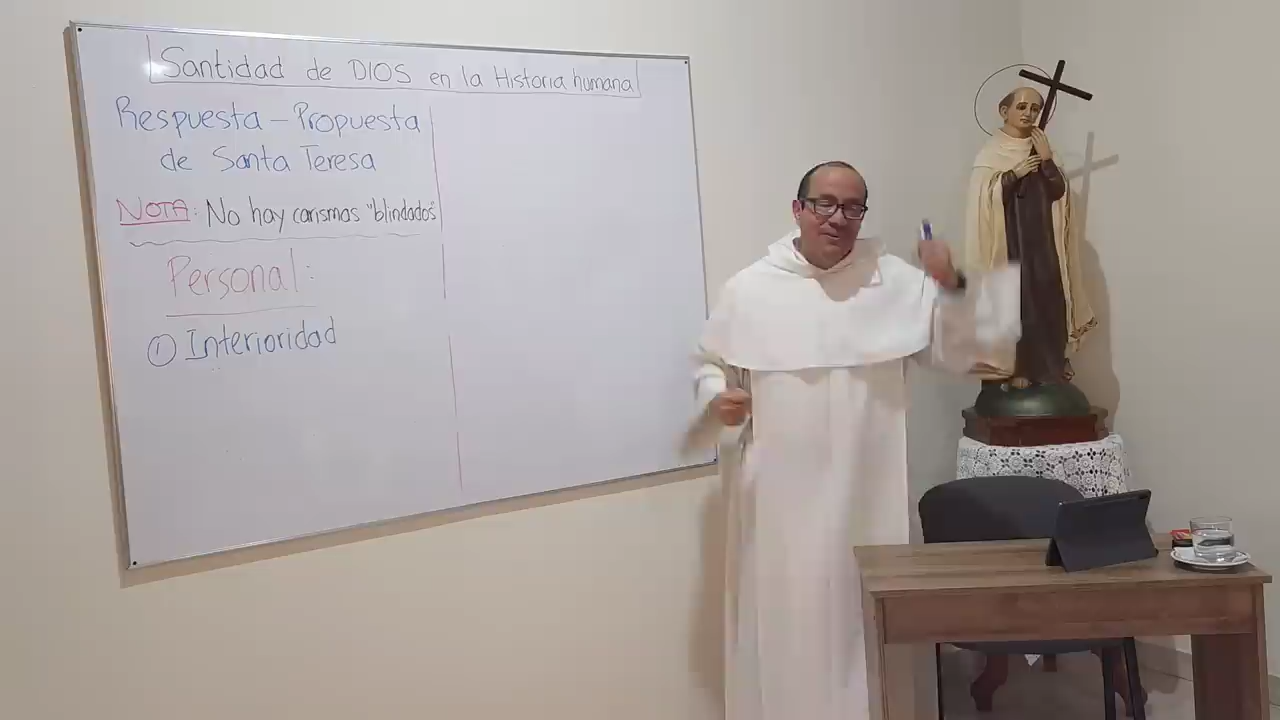 Santidad de DIOS en la Historia humana
Respuesta – Propuesta
de Santa Teresa
NOTA: No hay carismas "blindados"
Personal:
① Interioridad